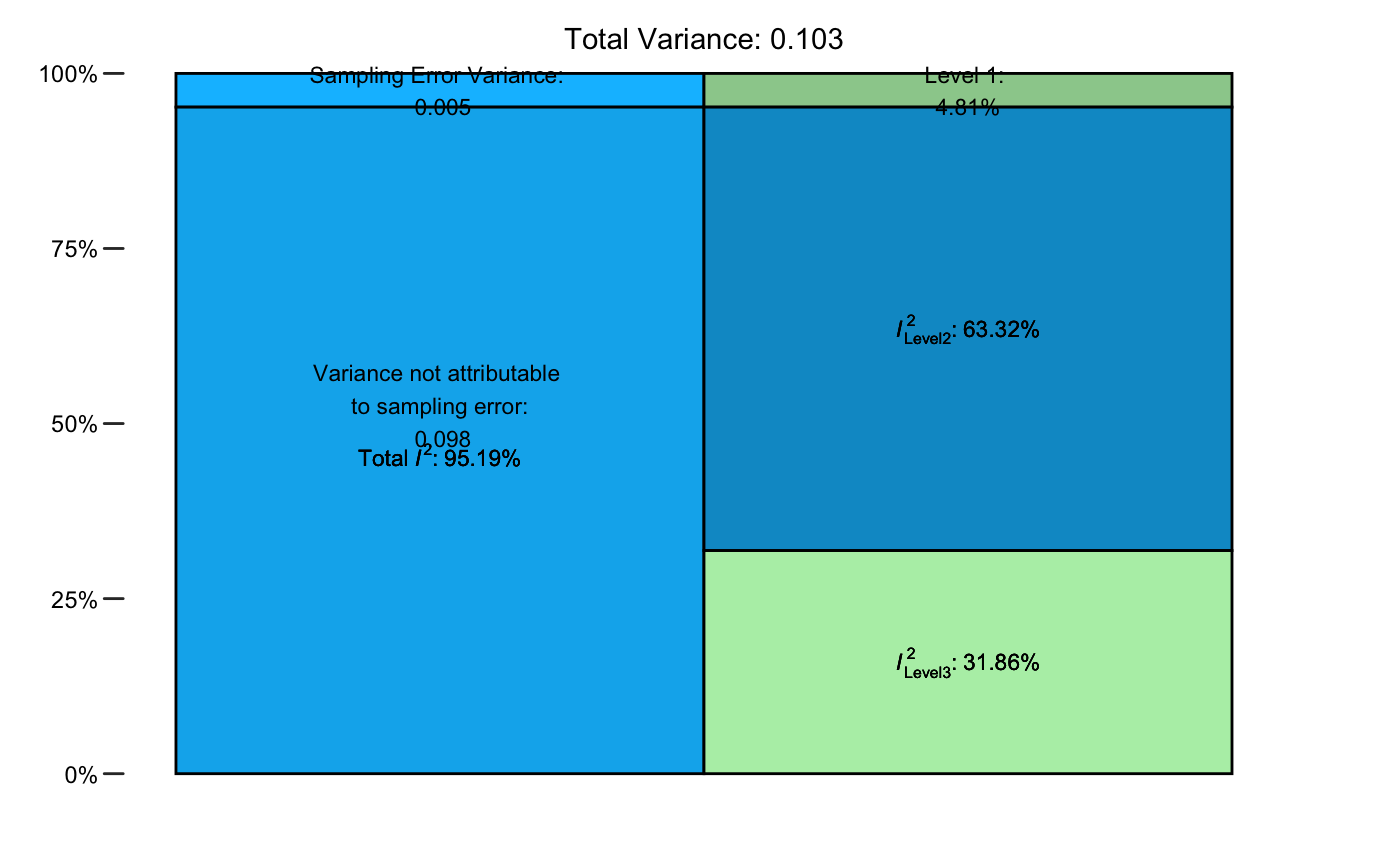 Total Variance: 0.103
100%
75%
50%
25%
0%
Sampling Error Variance:
0.005
Variance not attributable
to sampling error:
0.098
Total I²: 95.19%
Level 1:
4.81%
I²Level2: 63.32%
I²Level3: 31.86%